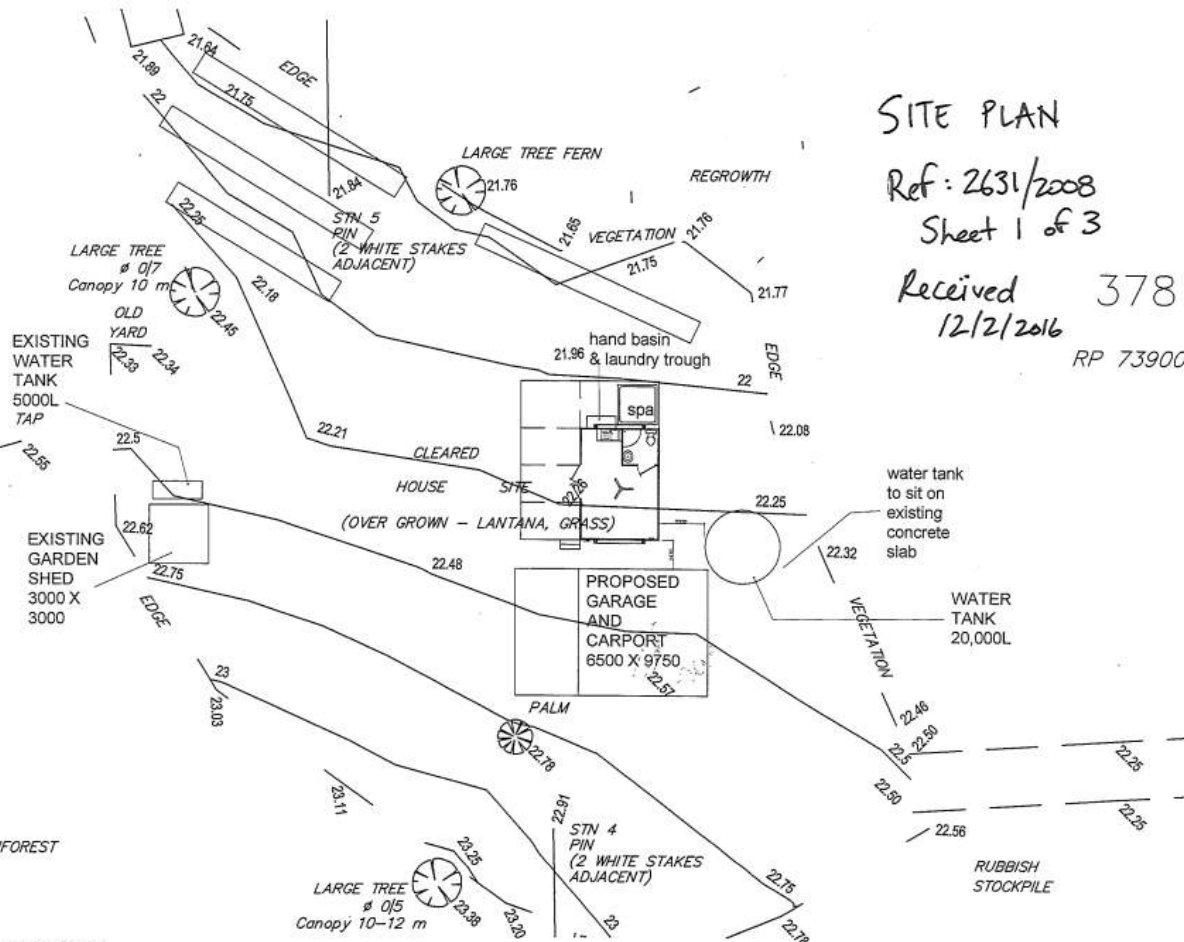 SITE PLAN
Ref: 2631/2008
Sheet 1 of 3
Received
12/2/2016
378
RP 73900
21.89
21.64
EDGE
21.75
22
LARGE TREE FERN
21.76
REGROWTH
21.84
STN 5
PIN
(2 WHITE STAKES
ADJACENT)
22.25
21.65
VEGETATION
21.76
21.75
21.77
LARGE TREE
ø 0/7
Canopy 10 m
22.18
22.45
OLD
YARD
22.33
22.34
EXISTING
WATER
TANK
5000L
TAP
hand basin
& laundry trough
21.96
EDGE
22
spa
22.08
22.55
22.5
22.21
CLEARED
HOUSE SITE
22.26
(OVER GROWN – LANTANA, GRASS)
22.25
water tank
to sit on
existing
concrete
slab
22.62
EXISTING
GARDEN
SHED
3000 X
3000
22.75
EDGE
22.48
22.32
PROPOSED
GARAGE
AND
CARPORT
6500 X 9750
22.57
VEGETATION
WATER
TANK
20,000L
23
23.03
PALM
22.78
22.46
22.50
22.5
22.50
22.25
22.25
23.11
22.91
STN 4
PIN
(2 WHITE STAKES
ADJACENT)
22.56
RUBBISH
STOCKPILE
FOREST
23.25
LARGE TREE
ø 0/5
Canopy 10–12 m
23.38
23.20
23
22.75
22.78